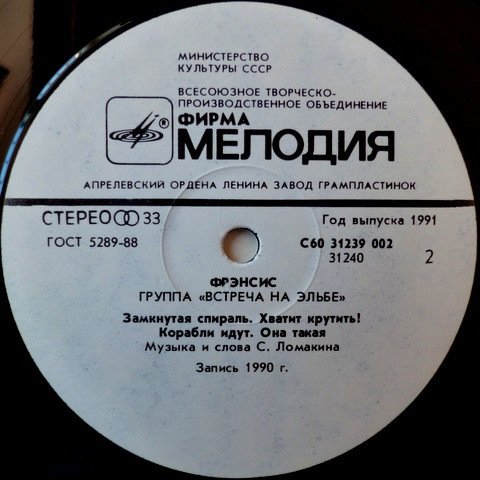 МИНИСТЕРСТВО
КУЛЬТУРЫ СССР
ВСЕСОЮЗНОЕ ТВОРЧЕСКО-
ПРОИЗВОДСТВЕННОЕ ОБЪЕДИНЕНИЕ
® ФИРМА
МЕЛОДИЯ
АПРЕЛЕВСКИЙ ОРДЕНА ЛЕНИНА ЗАВОД ГРАМПЛАСТИНОК
СТЕРЕО 33
Год выпуска 1991
ГОСТ 5289-88
С60 31239 002
31240
2
ФРЭНСИС
ГРУППА «ВСТРЕЧА НА ЭЛЬБЕ»
Замкнутая спираль. Хватит крутить!
Корабли идут. Она такая
Музыка и слова С. Ломакина
Запись 1990 г.